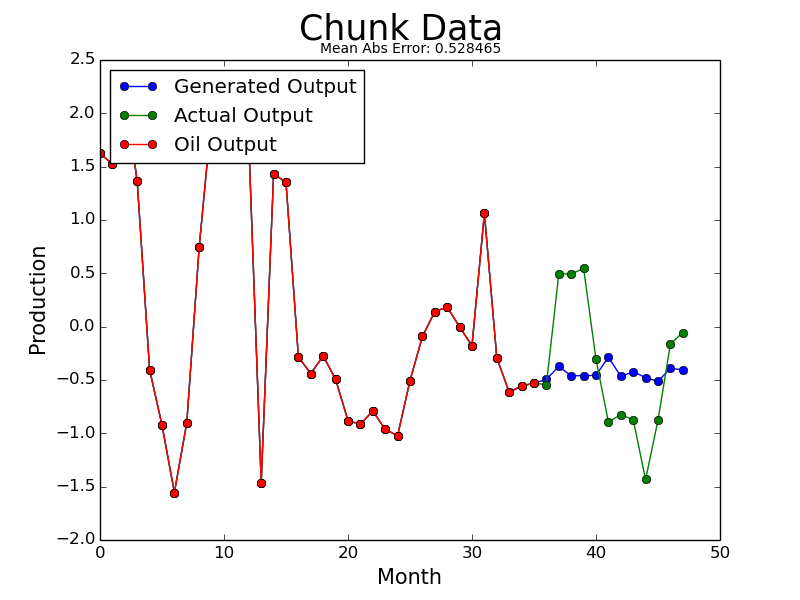 Chunk Data
Mean Abs Error: 0.528465
Generated Output
Actual Output
Oil Output
2.5
2.0
1.5
1.0
0.5
0.0
−0.5
−1.0
−1.5
−2.0
Production
0 10 20 30 40 50
Month